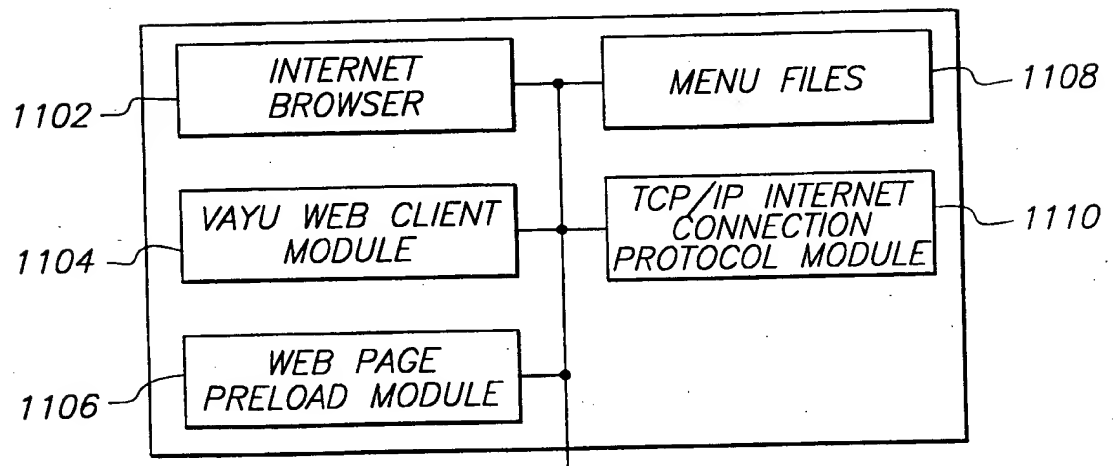 1102
INTERNET
BROWSER
MENU FILES
1108
1104
VAYU WEB CLIENT
MODULE
TCP/IP INTERNET
CONNECTION
PROTOCOL MODULE
1110
1106
WEB PAGE
PRELOAD MODULE